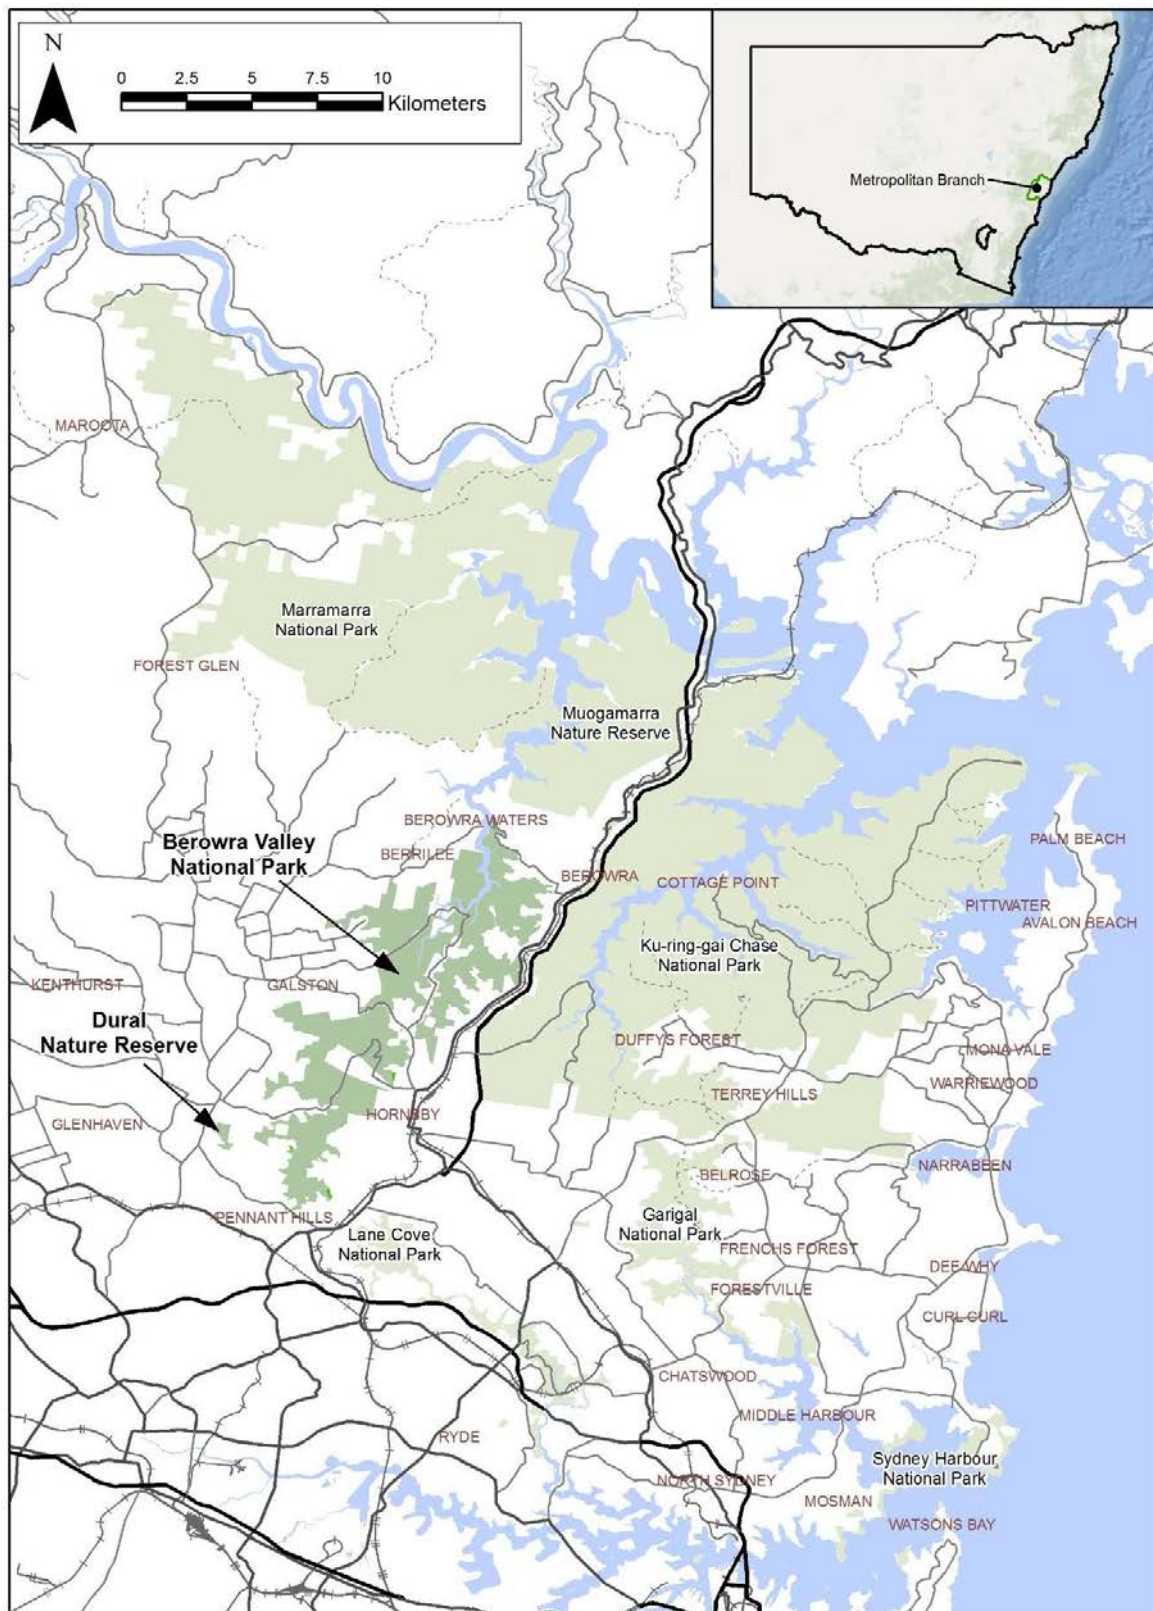 N
0 2.5 5 7.5 10
Kilometers
Metropolitan Branch
MAROOTA
Marramarra
National Park
FOREST GLEN
Muogamarra
Nature Reserve
BEROWRA WATERS
Berowra Valley
National Park
BERRILEE
PALM BEACH
BEROWRA
COTTAGE POINT
PITTWATER
AVALON BEACH
Ku-ring-gai Chase
National Park
KENTHURST
GALSTON
Dural
Nature Reserve
DUFFYS FOREST
MONA VALE
WARRIEWOOD
TERREY HILLS
HORNSBY
GLENHAVEN
NARRABEEN
BELROSE
PENNANT HILLS
Garigal
National Park
Lane Cove
National Park
FRENCHS FOREST
DEE WHY
FORESTVILLE
CURL CURL
CHATSWOOD
MIDDLE HARBOUR
RYDE
Sydney Harbour
National Park
NORTH SYDNEY
MOSMAN
WATSONS BAY